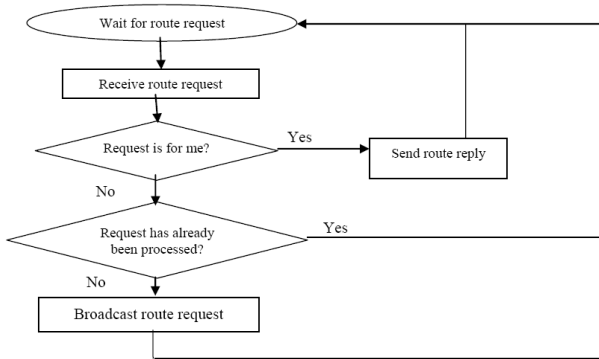 Wait for route request
Receive route request
Request is for me?
Yes
Send route reply
No
Request has already
been processed?
Yes
No
Broadcast route request